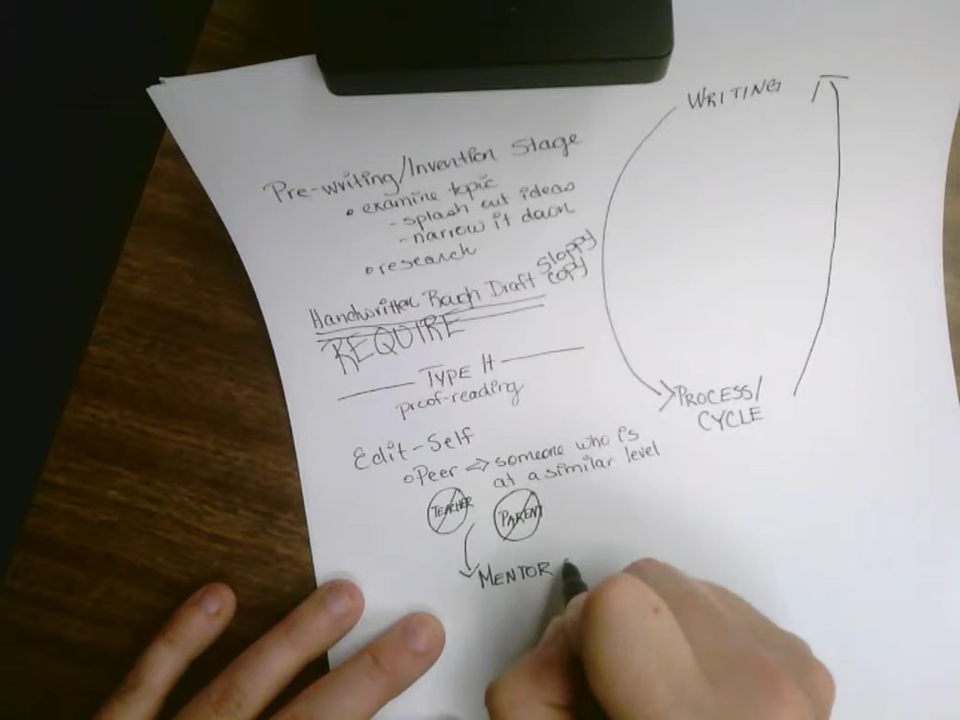 Pre-writing/Invention Stage
• examine topic
- splash out ideas
- narrow it down
• research
Handwritten Rough Draft Sloppy copy
REQUIRE
TYPE It
proof-reading
Edit-Self
o Peer <=> someone who is
at a similar level
TEACHER PARENT
MENTOR
WRITING
PROCESS/
CYCLE